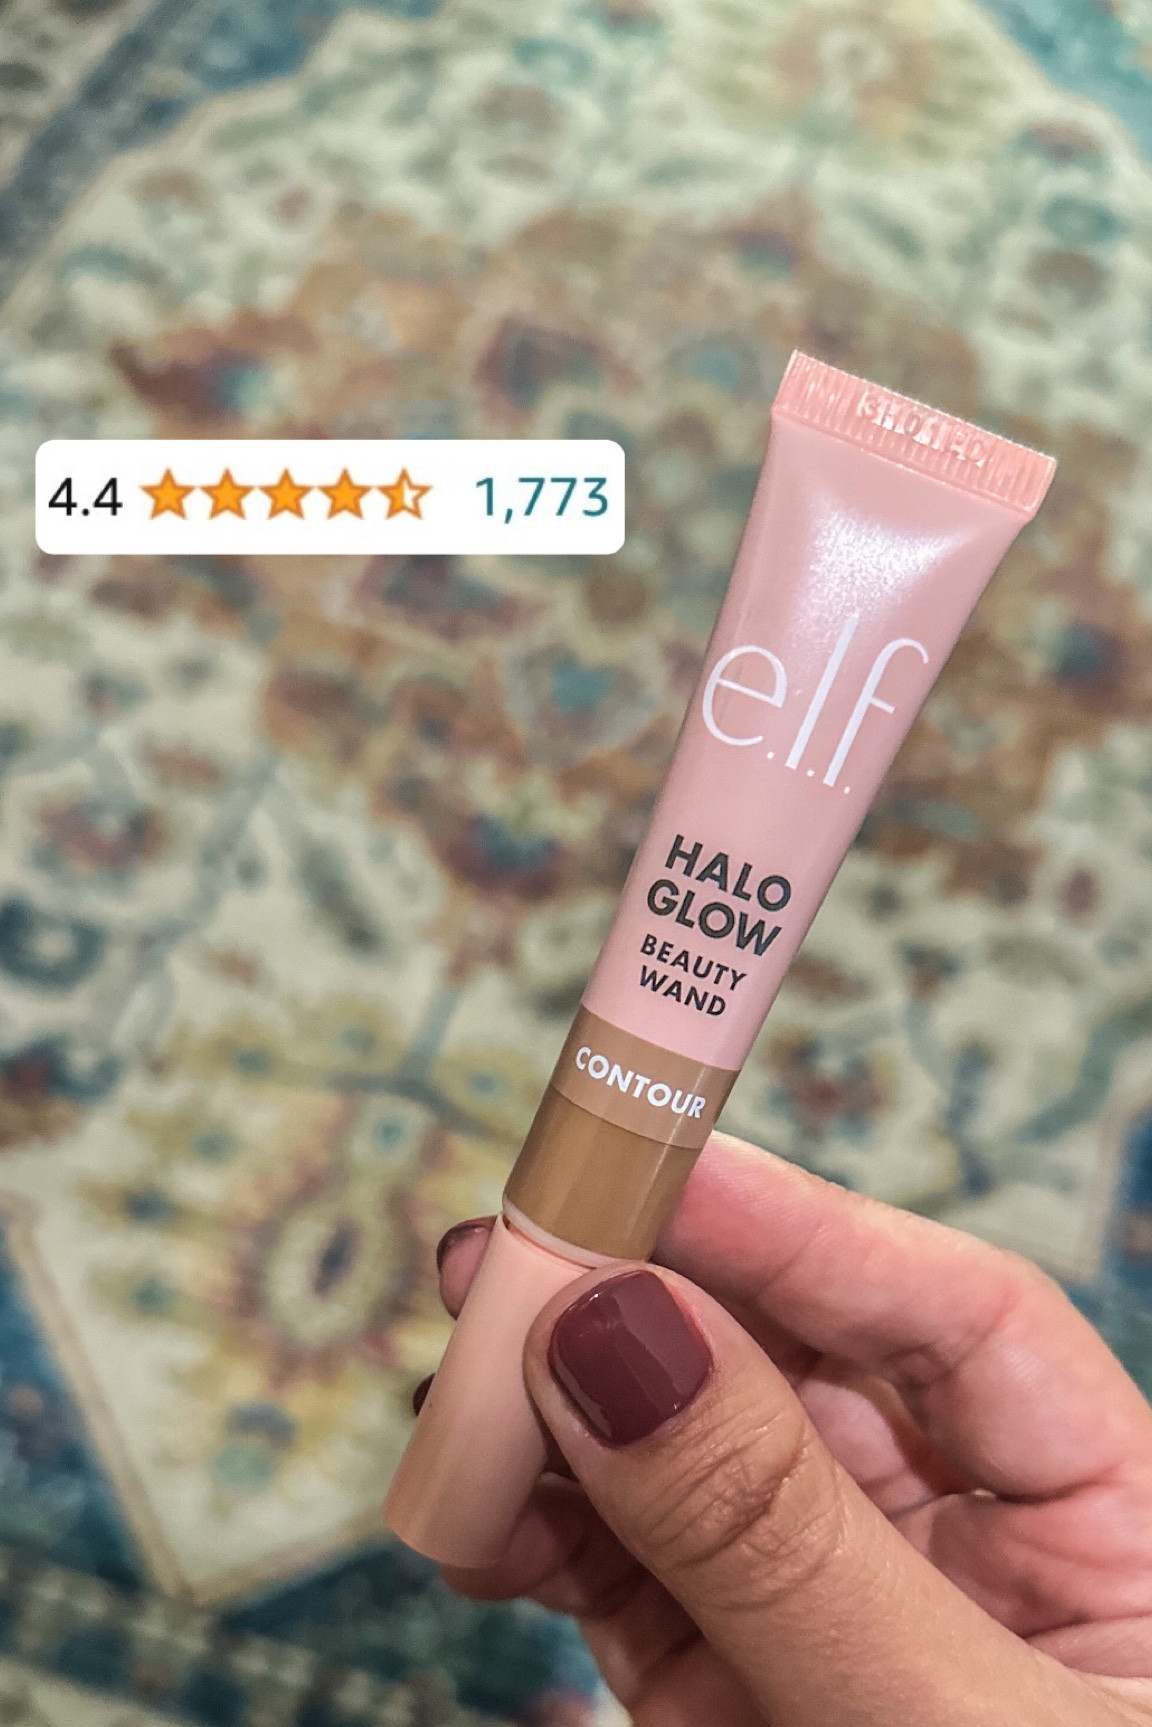 4.4 1,773
e.l.f.
HALO
GLOW
BEAUTY
WAND
CONTOUR